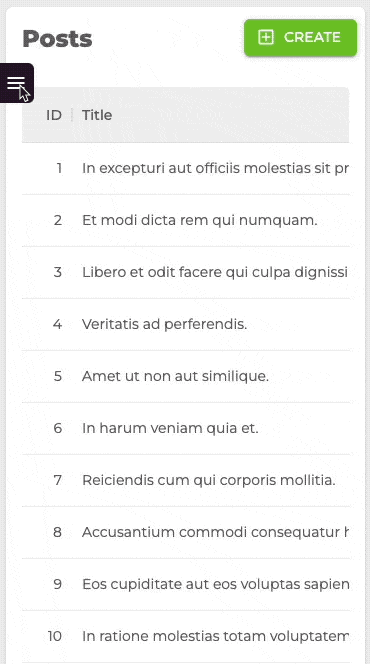 Posts
CREATE
ID Title
1 In excepturi aut officiis molestias sit pr
2 Et modi dicta rem qui numquam.
3 Libero et odit facere qui culpa dignissi
4 Veritatis ad perferendis.
5 Amet ut non aut similique.
6 In harum veniam quia et.
7 Reiciendis cum qui corporis mollitia.
8 Accusantium commodi consequatur h
9 Eos cupiditate aut eos voluptas sapien
10 In ratione molestias totam voluptatem